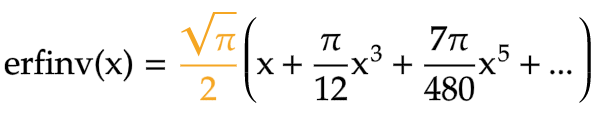 erfinv(x) = √π/2 (x + π/12 x³ + 7π/480 x⁵ + ...)